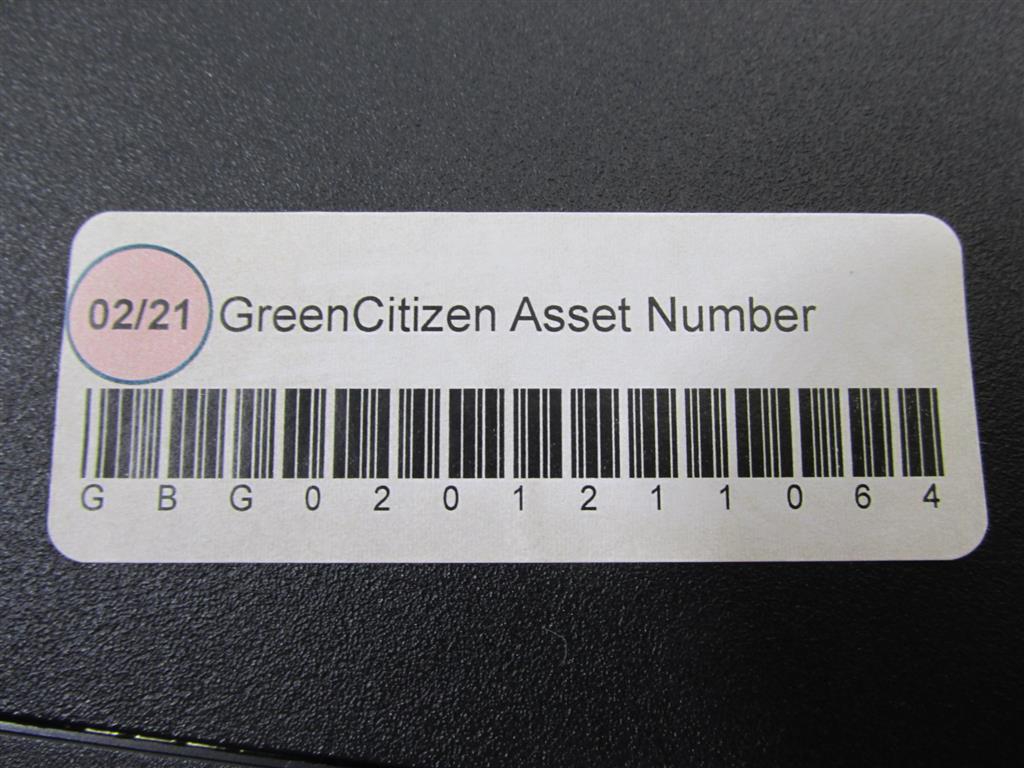 02/21 GreenCitizen Asset Number
G B G 0 2 0 1 2 1 1 0 6 4